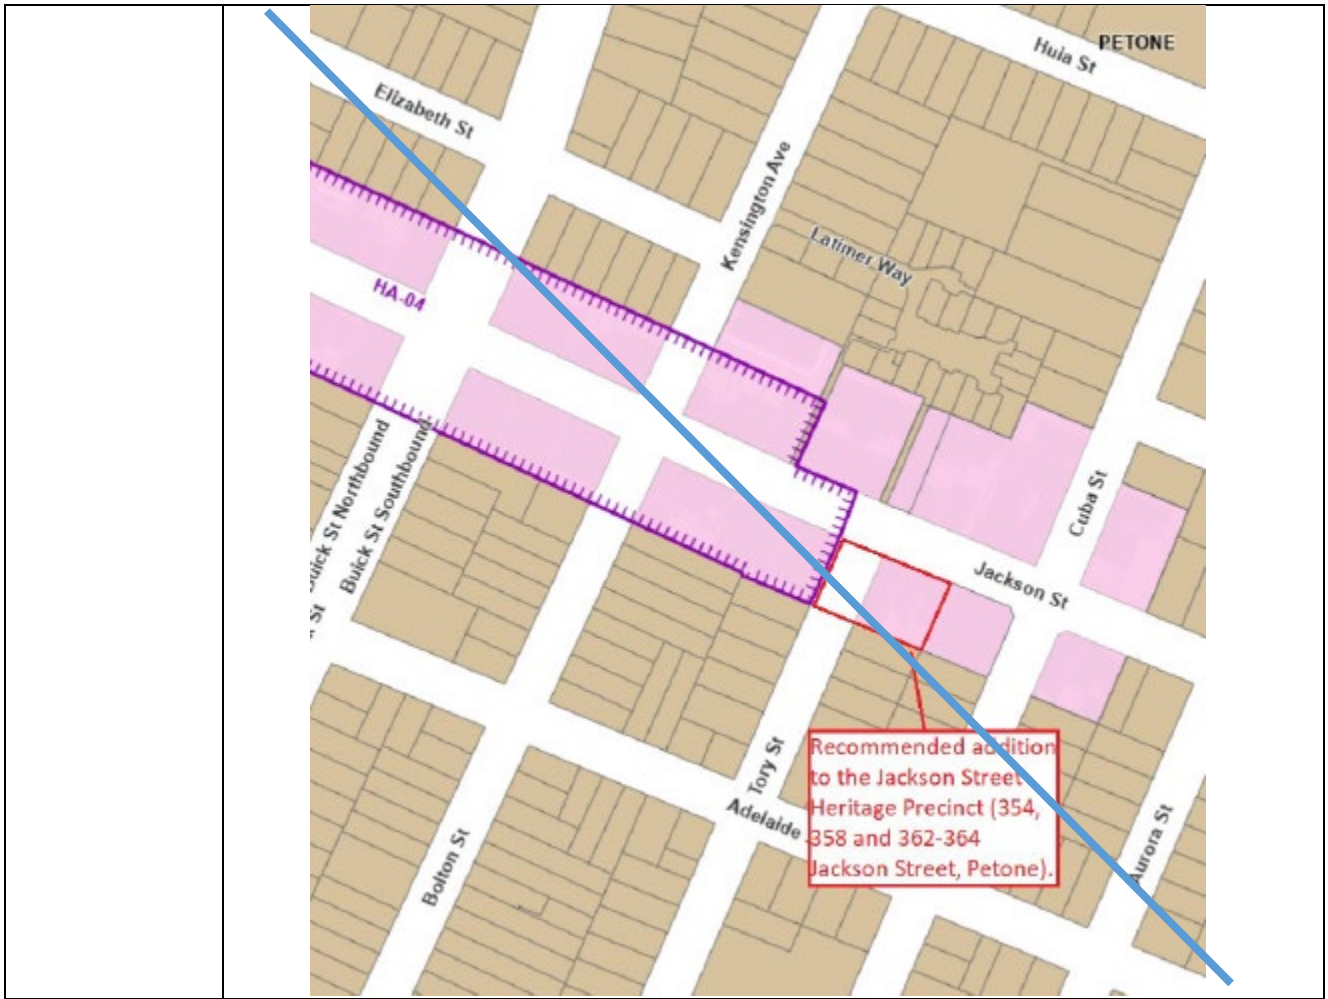 Huia St
PETONE
Elizabeth St
Kensington Ave
Latimer Way
HA-04
Buick St Northbound
Buick St Southbound
Cuba St
Jackson St
St
Tory St
Recommended addition
to the Jackson Street
Heritage Precinct (354,
358 and 362-364
Jackson Street, Petone).
Adelaide
Aurora St
Bolton St